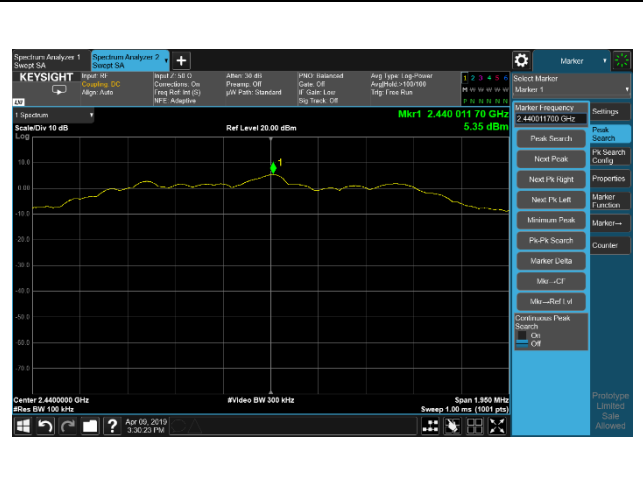 Spectrum Analyzer 1
Swept SA
Spectrum Analyzer 2
Swept SA
+
Marker
KEYSIGHT
Input: RF
Coupling: DC
Align: Auto
Input Z: 50 Ω
Corrections: On
Freq Ref: Int (S)
NFE: Adaptive
Atten: 30 dB
Preamp: Off
µW Path: Standard
PNO: Balanced
Gate: Off
IF Gain: Low
Sig Track: Off
Avg Type: Log-Power
Avg|Hold:>100/100
Trig: Free Run
1 2 3 4 5 6
M W W W W W
P N N N N N
LXI
Select Marker
Marker 1
1 Spectrum
Scale/Div 10 dB
Log
Ref Level 20.00 dBm
Mkr1 2.440 011 70 GHz
5.35 dBm
Marker Frequency
2.440011700 GHz
Peak Search
Next Peak
Next Pk Right
Next Pk Left
Minimum Peak
Pk-Pk Search
Marker Delta
Mkr→CF
Mkr→Ref Lvl
Continuous Peak
Search
On
Off
Settings
Peak
Search
Pk Search
Config
Properties
Marker
Function
Marker→
Counter
10.0
0.00
-10.0
-20.0
-30.0
-40.0
-50.0
-60.0
-70.0
1
Center 2.4400000 GHz
#Res BW 100 kHz
#Video BW 300 kHz
Span 1.950 MHz
Sweep 1.00 ms (1001 pts)
?
Apr 09, 2019
3:30:23 PM
Prototype
Limited
Sale
Allowed